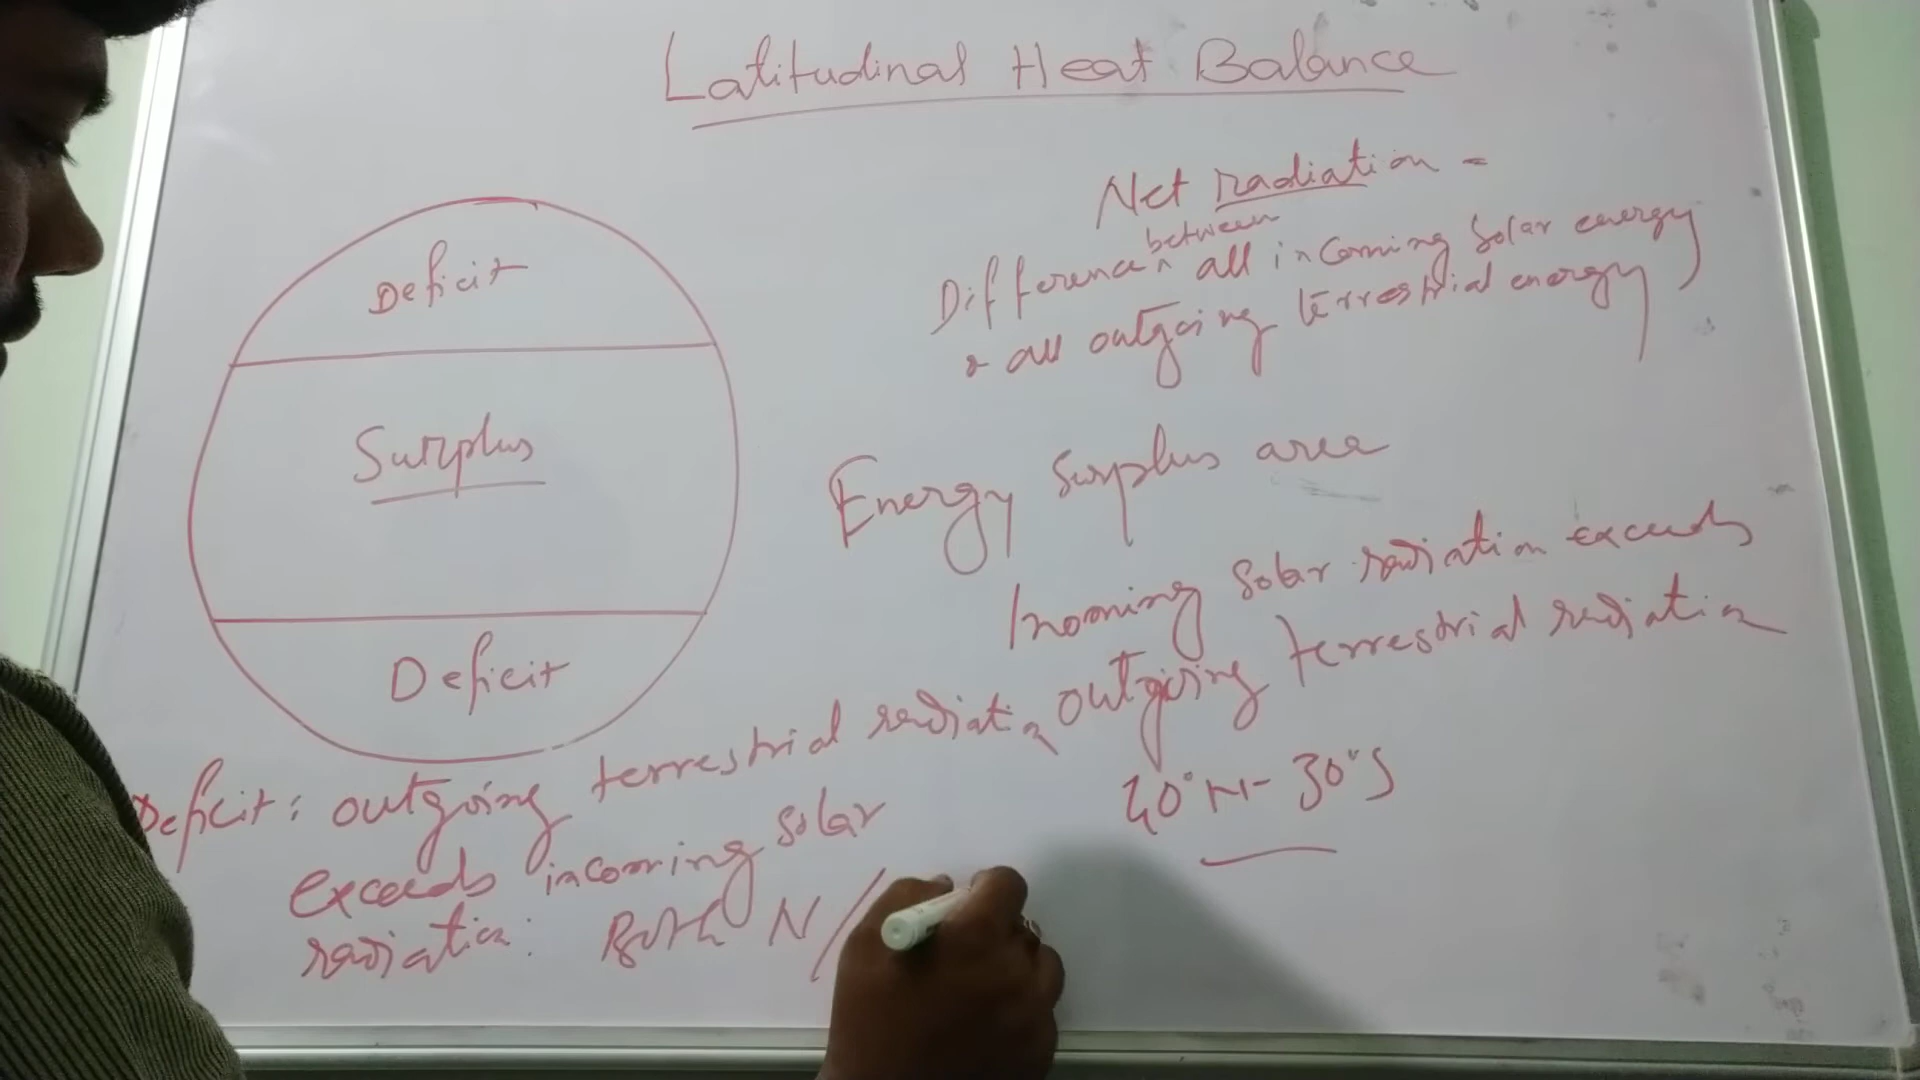 Latitudinal Heat Balance
Net radiation =
between
Difference ^ all incoming solar energy
& all outgoing terrestrial energy
Deficit
Surplus
Deficit
Energy Surplus area
Incoming Solar radiation exceeds
outgoing terrestrial radiation
40°N - 30°S
Deficit: outgoing terrestrial radiation
exceeds incoming solar
radiation: Both N/